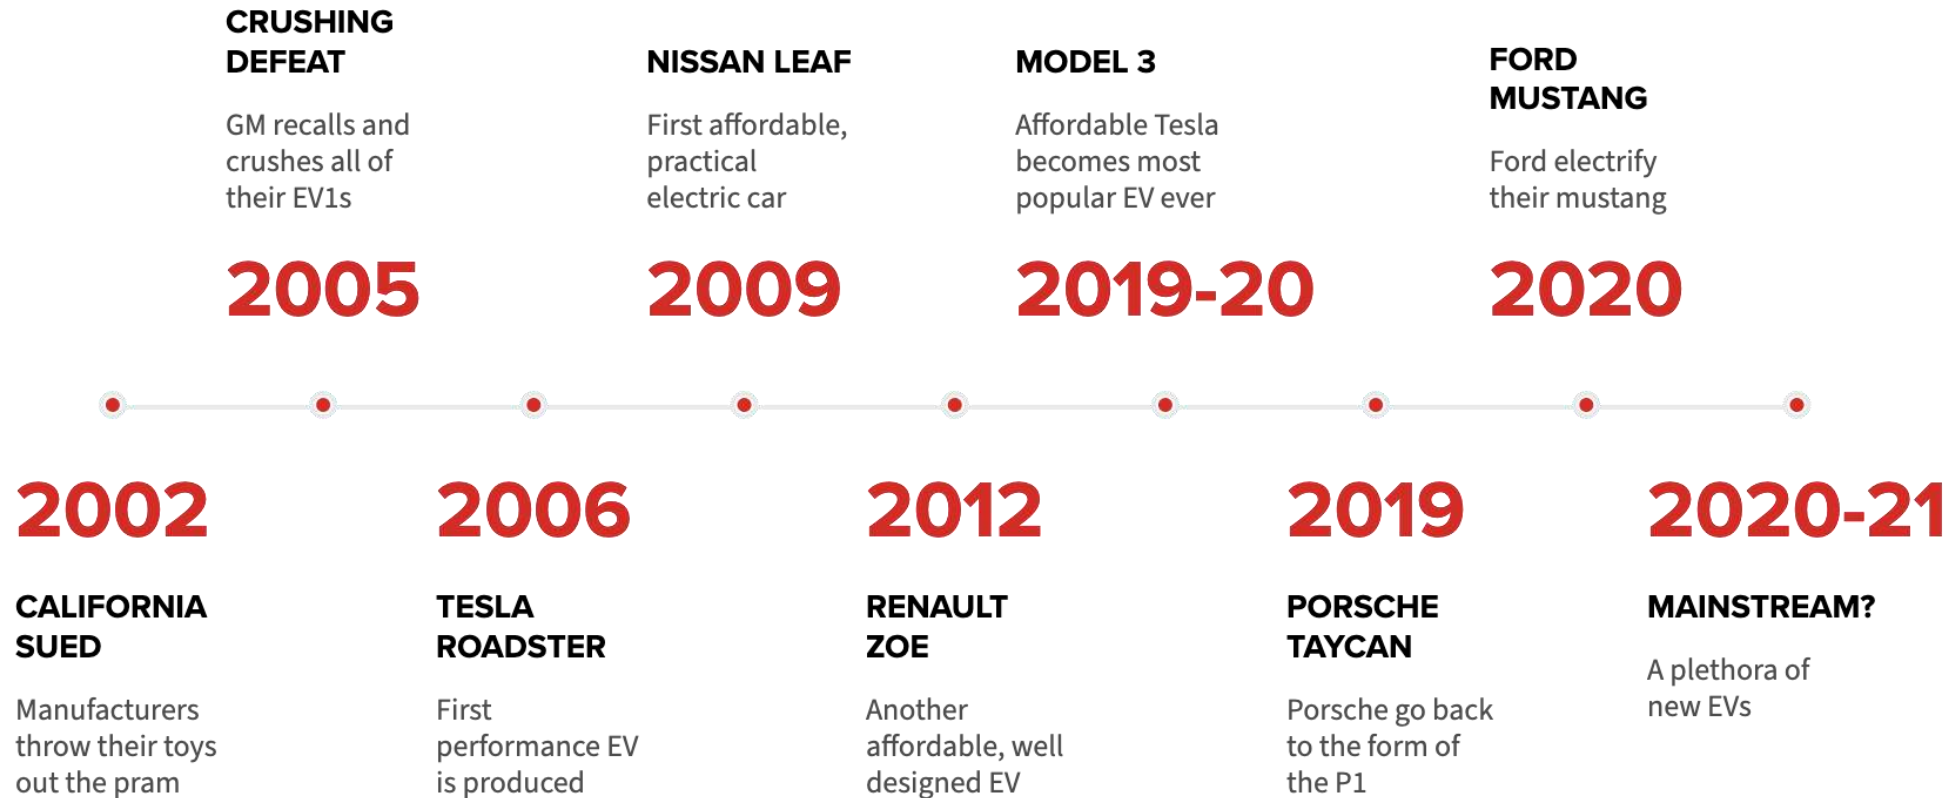 CRUSHING
DEFEAT
GM recalls and
crushes all of
their EV1s
2005
NISSAN LEAF
First affordable,
practical
electric car
2009
MODEL 3
Affordable Tesla
becomes most
popular EV ever
2019-20
FORD
MUSTANG
Ford electrify
their mustang
2020
2002
CALIFORNIA
SUED
Manufacturers
throw their toys
out the pram
2006
TESLA
ROADSTER
First
performance EV
is produced
2012
RENAULT
ZOE
Another
affordable, well
designed EV
2019
PORSCHE
TAYCAN
Porsche go back
to the form of
the P1
2020-21
MAINSTREAM?
A plethora of
new EVs